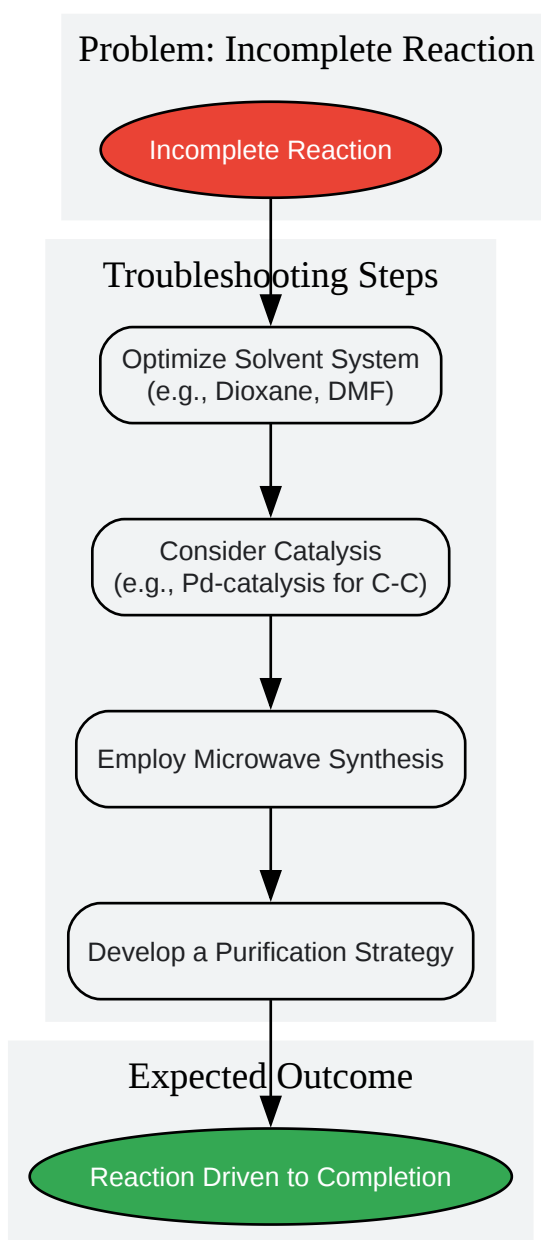 Problem: Incomplete Reaction
Incomplete Reaction
Troubleshooting Steps
Optimize Solvent System
(e.g., Dioxane, DMF)
Consider Catalysis
(e.g., Pd-catalysis for C-C)
Employ Microwave Synthesis
Develop a Purification Strategy
Expected Outcome
Reaction Driven to Completion